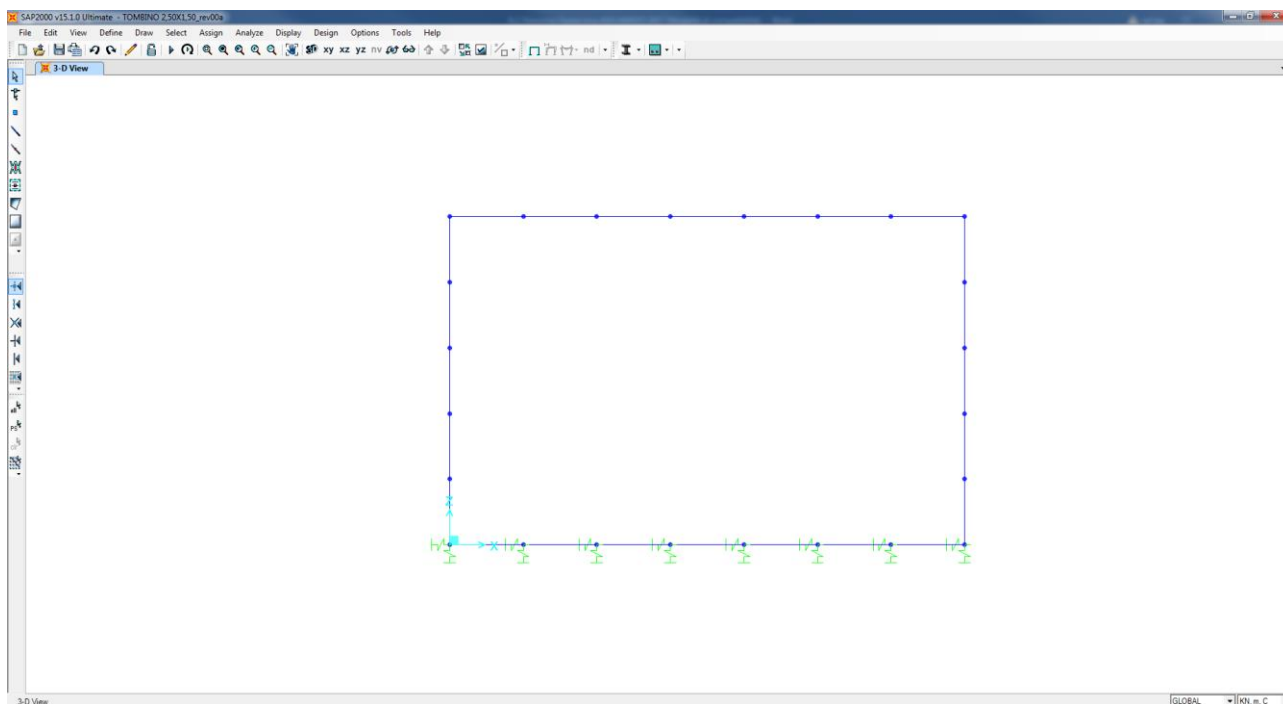 SAP2000 v15.1.0 Ultimate - TOMBINO 2,50X1,50_rev00a
File Edit View Define Draw Select Assign Analyze Display Design Options Tools Help
xy xz yz nv nd
3-D View
Z
X
3-D View GLOBAL KN, m, C